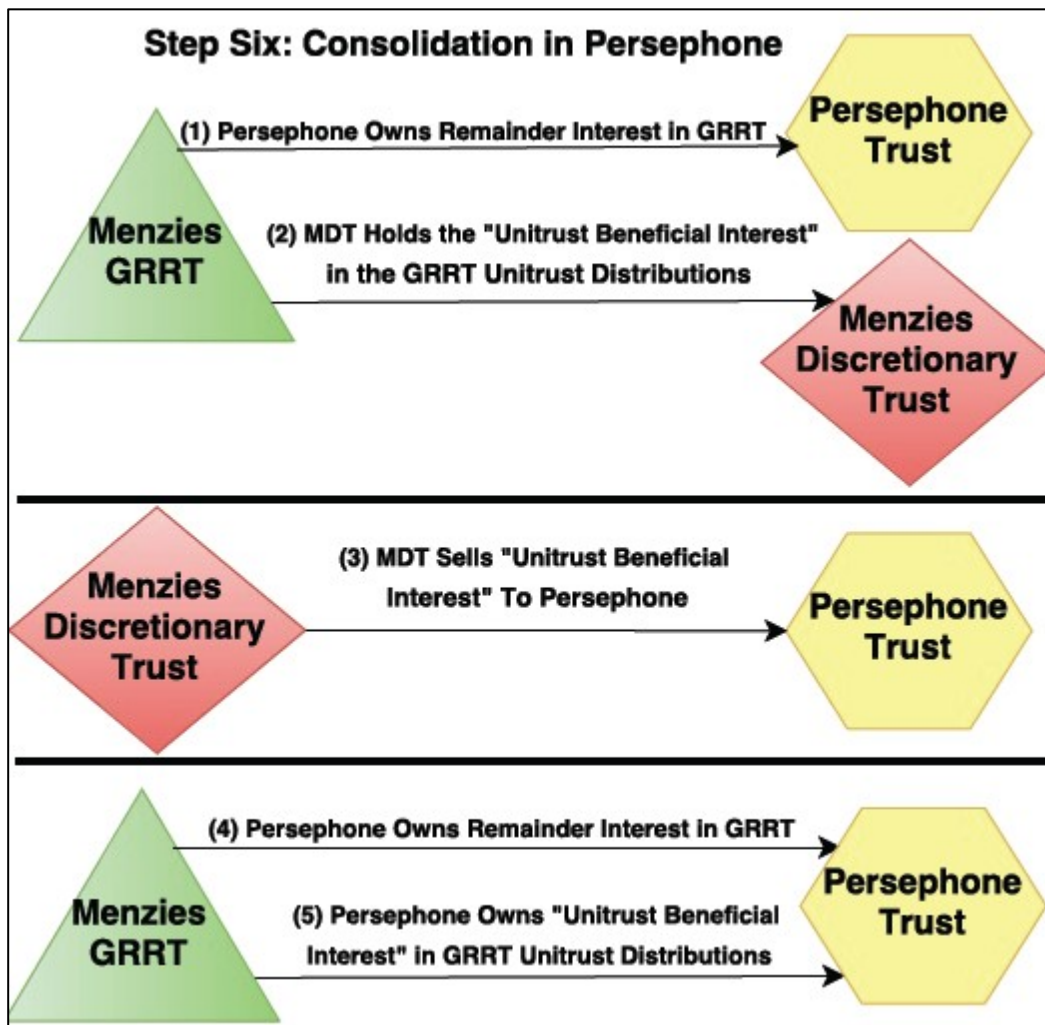 Step Six: Consolidation in Persephone
(1) Persephone Owns Remainder Interest in GRRT
Persephone
Trust
Menzies
GRRT
(2) MDT Holds the "Unitrust Beneficial Interest"
in the GRRT Unitrust Distributions
Menzies
Discretionary
Trust
Menzies
Discretionary
Trust
(3) MDT Sells "Unitrust Beneficial
Interest" To Persephone
Persephone
Trust
(4) Persephone Owns Remainder Interest in GRRT
Menzies
GRRT
(5) Persephone Owns "Unitrust Beneficial
Interest" in GRRT Unitrust Distributions
Persephone
Trust